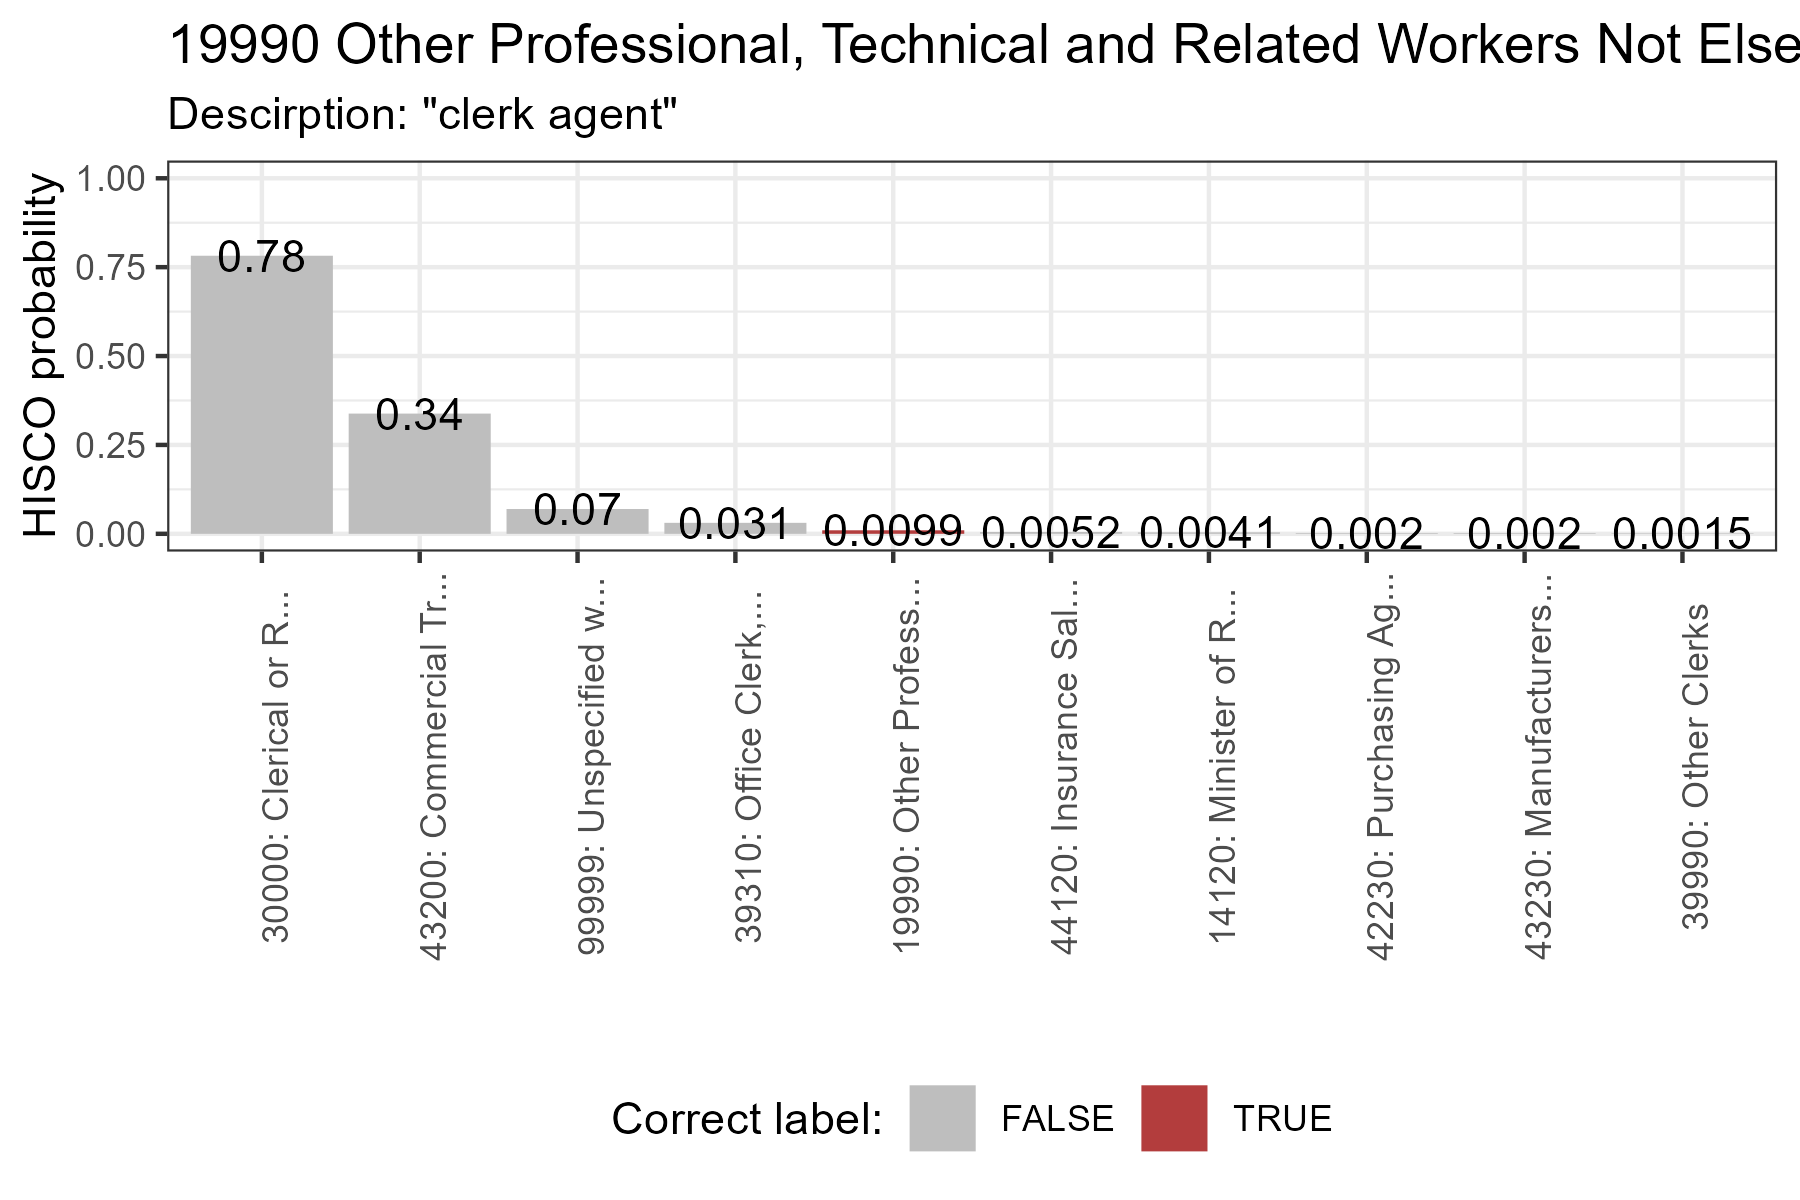 19990 Other Professional, Technical and Related Workers Not Else
Descirption: "clerk agent"
HISCO probability
1.00
0.75
0.50
0.25
0.00
0.78
0.34
0.07
0.031
0.0099
0.0052
0.0041
0.002
0.002
0.0015
30000: Clerical or R...
43200: Commercial Tr...
99999: Unspecified w...
39310: Office Clerk,...
19990: Other Profess...
44120: Insurance Sal...
14120: Minister of R...
42230: Purchasing Ag...
43230: Manufacturers...
39990: Other Clerks
Correct label: FALSE TRUE